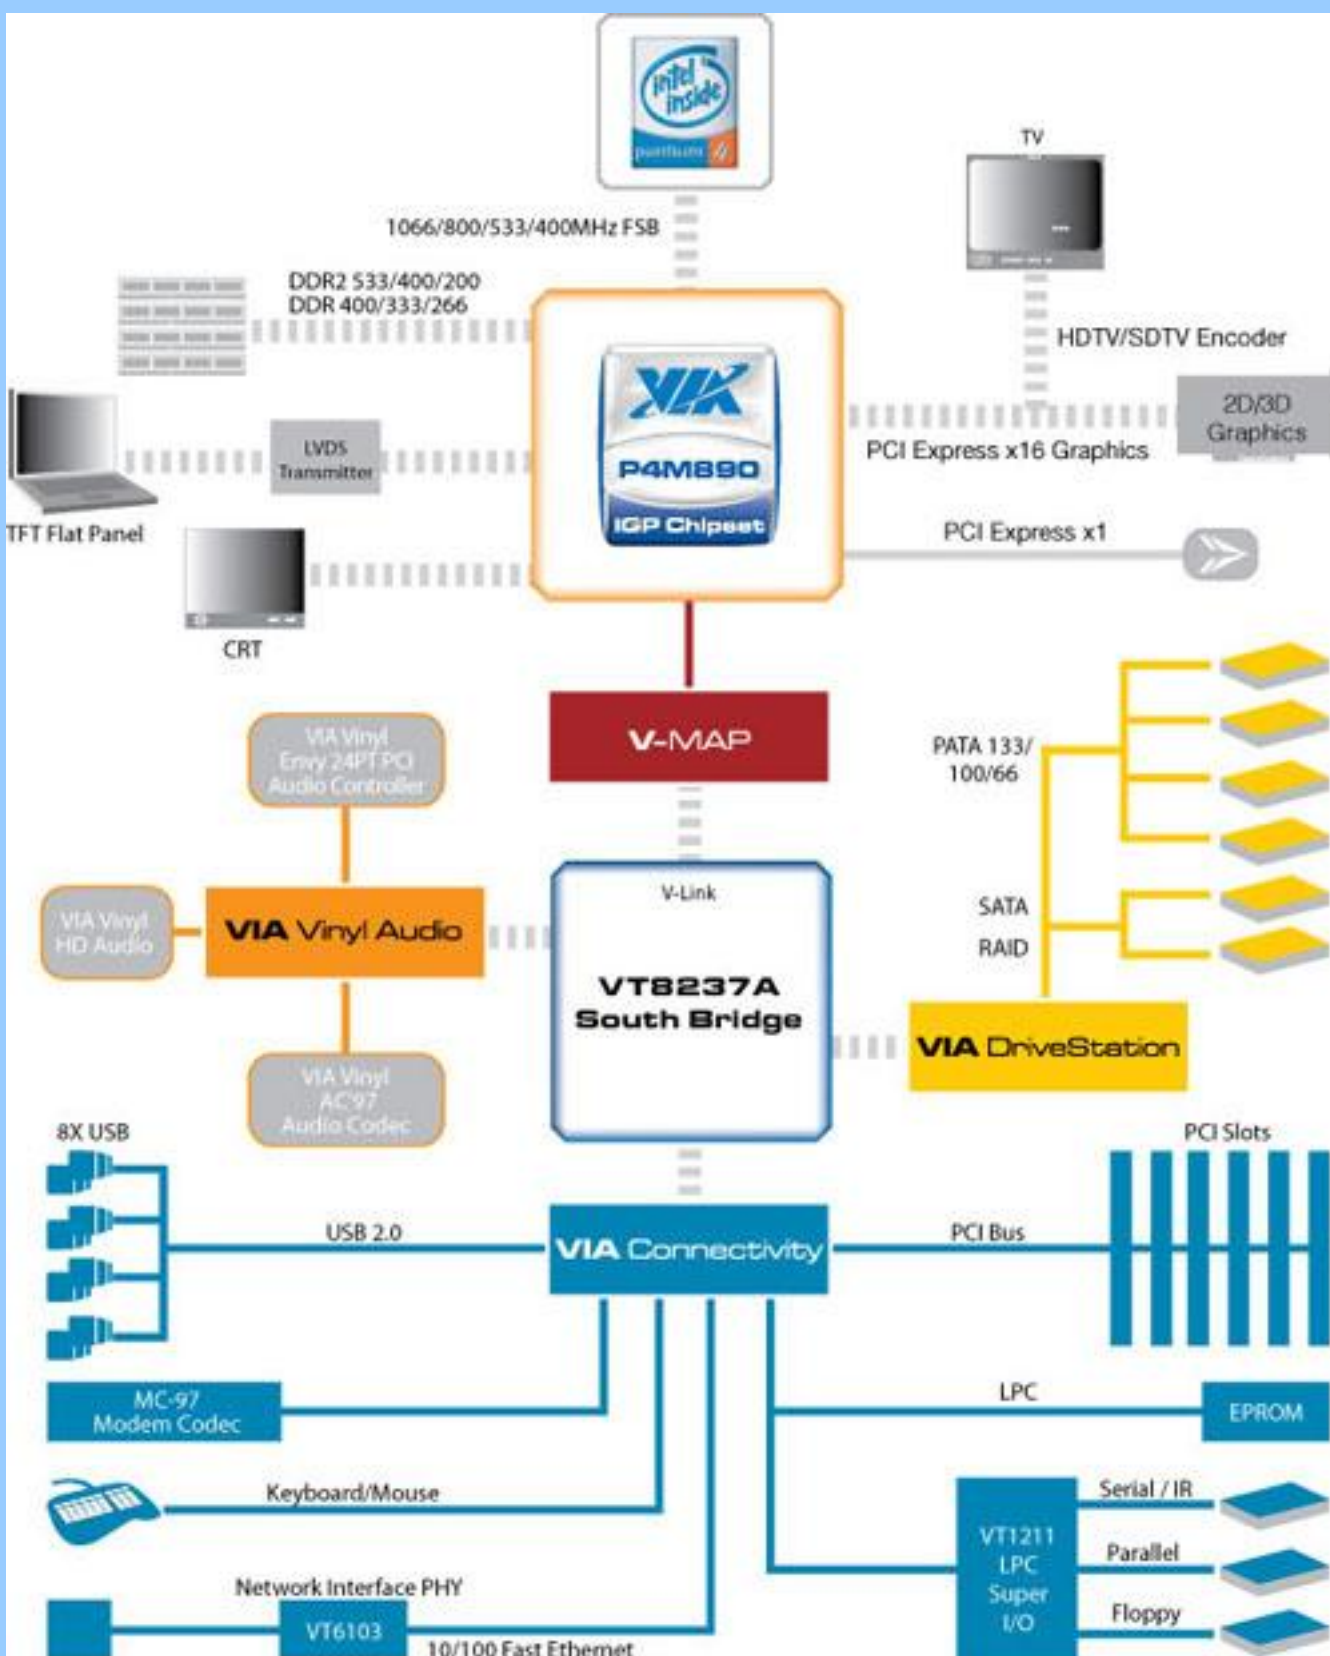 intel
inside
pentium 4
TV
1066/800/533/400MHz FSB
DDR2 533/400/200
DDR 400/333/266
HDTV/SDTV Encoder
VIA
P4M890
IGP Chipset
2D/3D
Graphics
PCI Express x16 Graphics
LVDS
Transmitter
TFT Flat Panel
PCI Express x1
CRT
V-MAP
VIA Vinyl
Envy 24PT PCI
Audio Controller
PATA 133/
100/66
V-Link
VIA Vinyl
HD Audio
VIA Vinyl Audio
SATA
RAID
VT8237A
South Bridge
VIA DriveStation
VIA Vinyl
AC'97
Audio Codec
8X USB
PCI Slots
USB 2.0
VIA Connectivity
PCI Bus
MC-97
Modem Codec
LPC
EPROM
Keyboard/Mouse
Serial / IR
VT1211
LPC
Super
I/O
Parallel
Floppy
Network Interface PHY
VT6103
10/100 Fast Ethernet